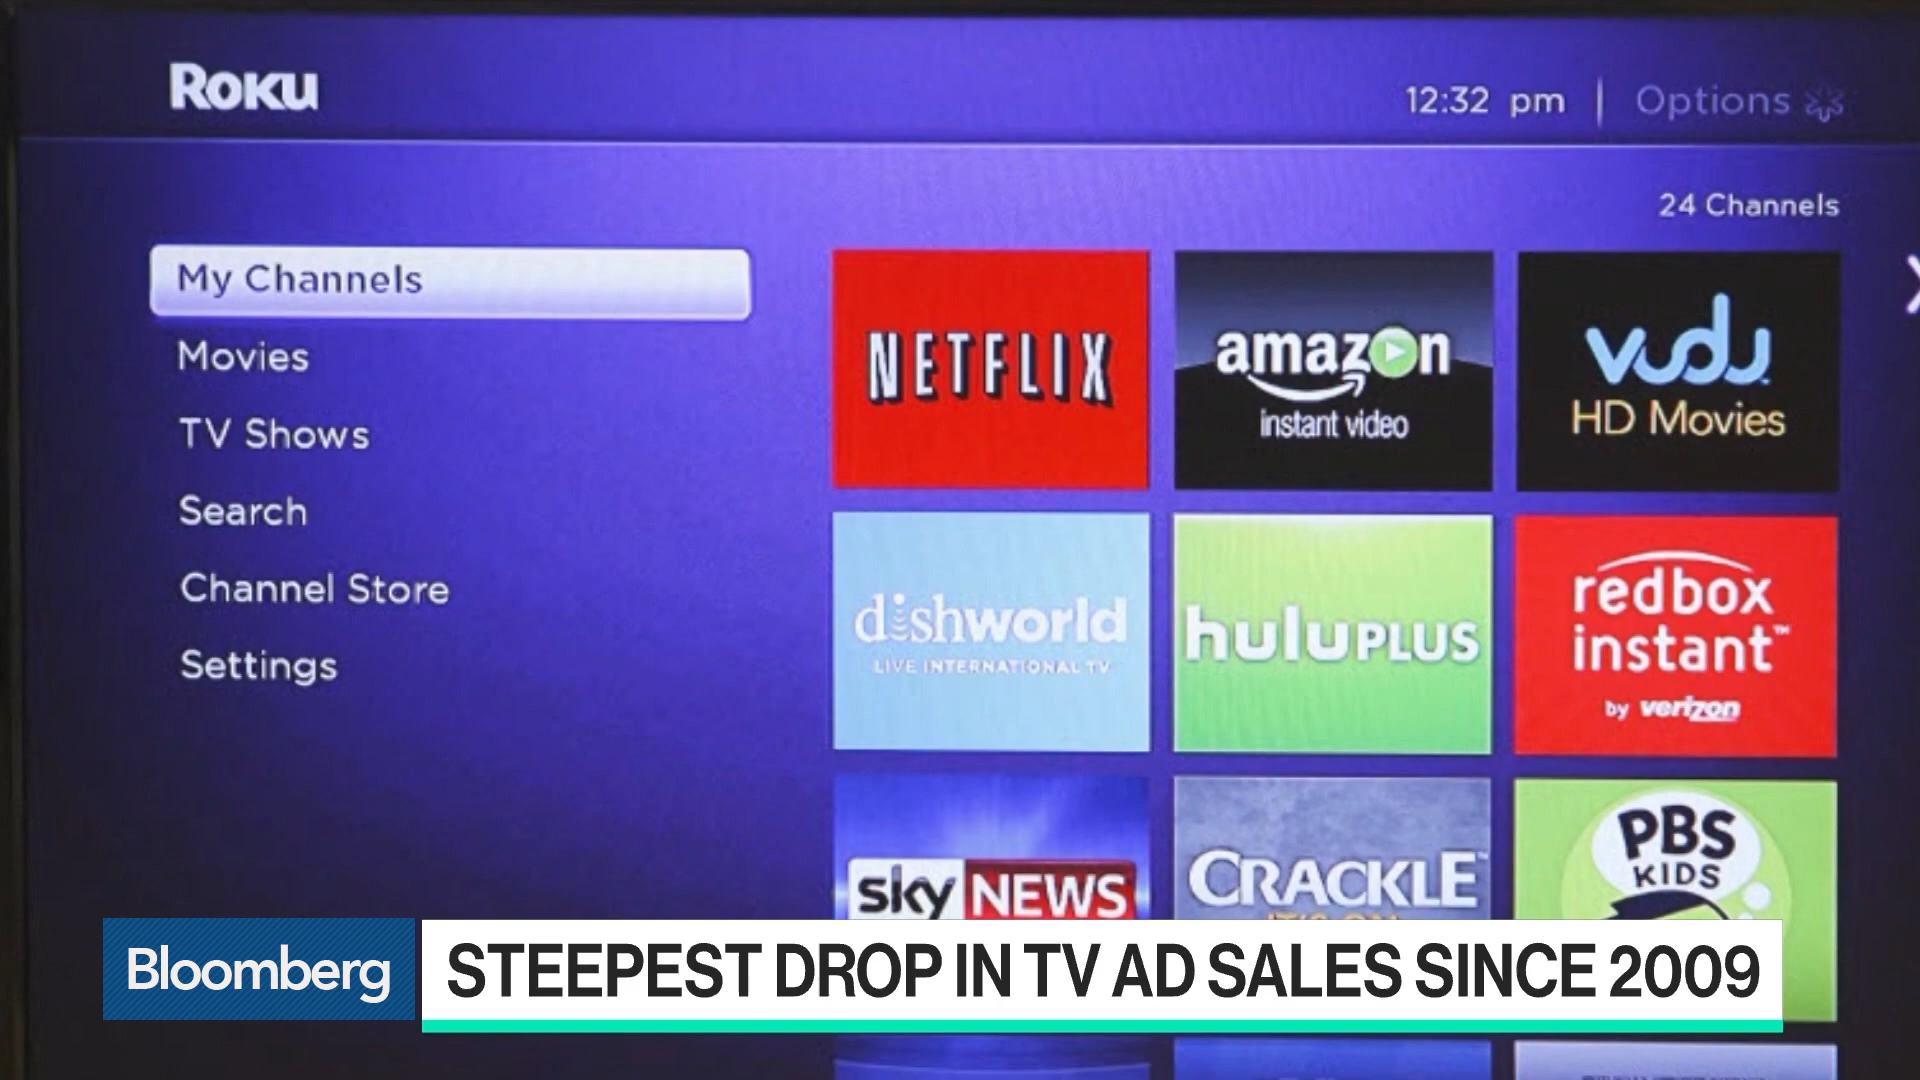 Roku
12:32 pm | Options
24 Channels
My Channels
Movies
TV Shows
Search
Channel Store
Settings
NETFLIX
amazon
instant video
vudu
HD Movies
dishworld
LIVE INTERNATIONAL TV
huluPLUS
redbox
instant™
by verizon
sky NEWS
CRACKLE
PBS
KIDS
Bloomberg
STEEPEST DROP IN TV AD SALES SINCE 2009